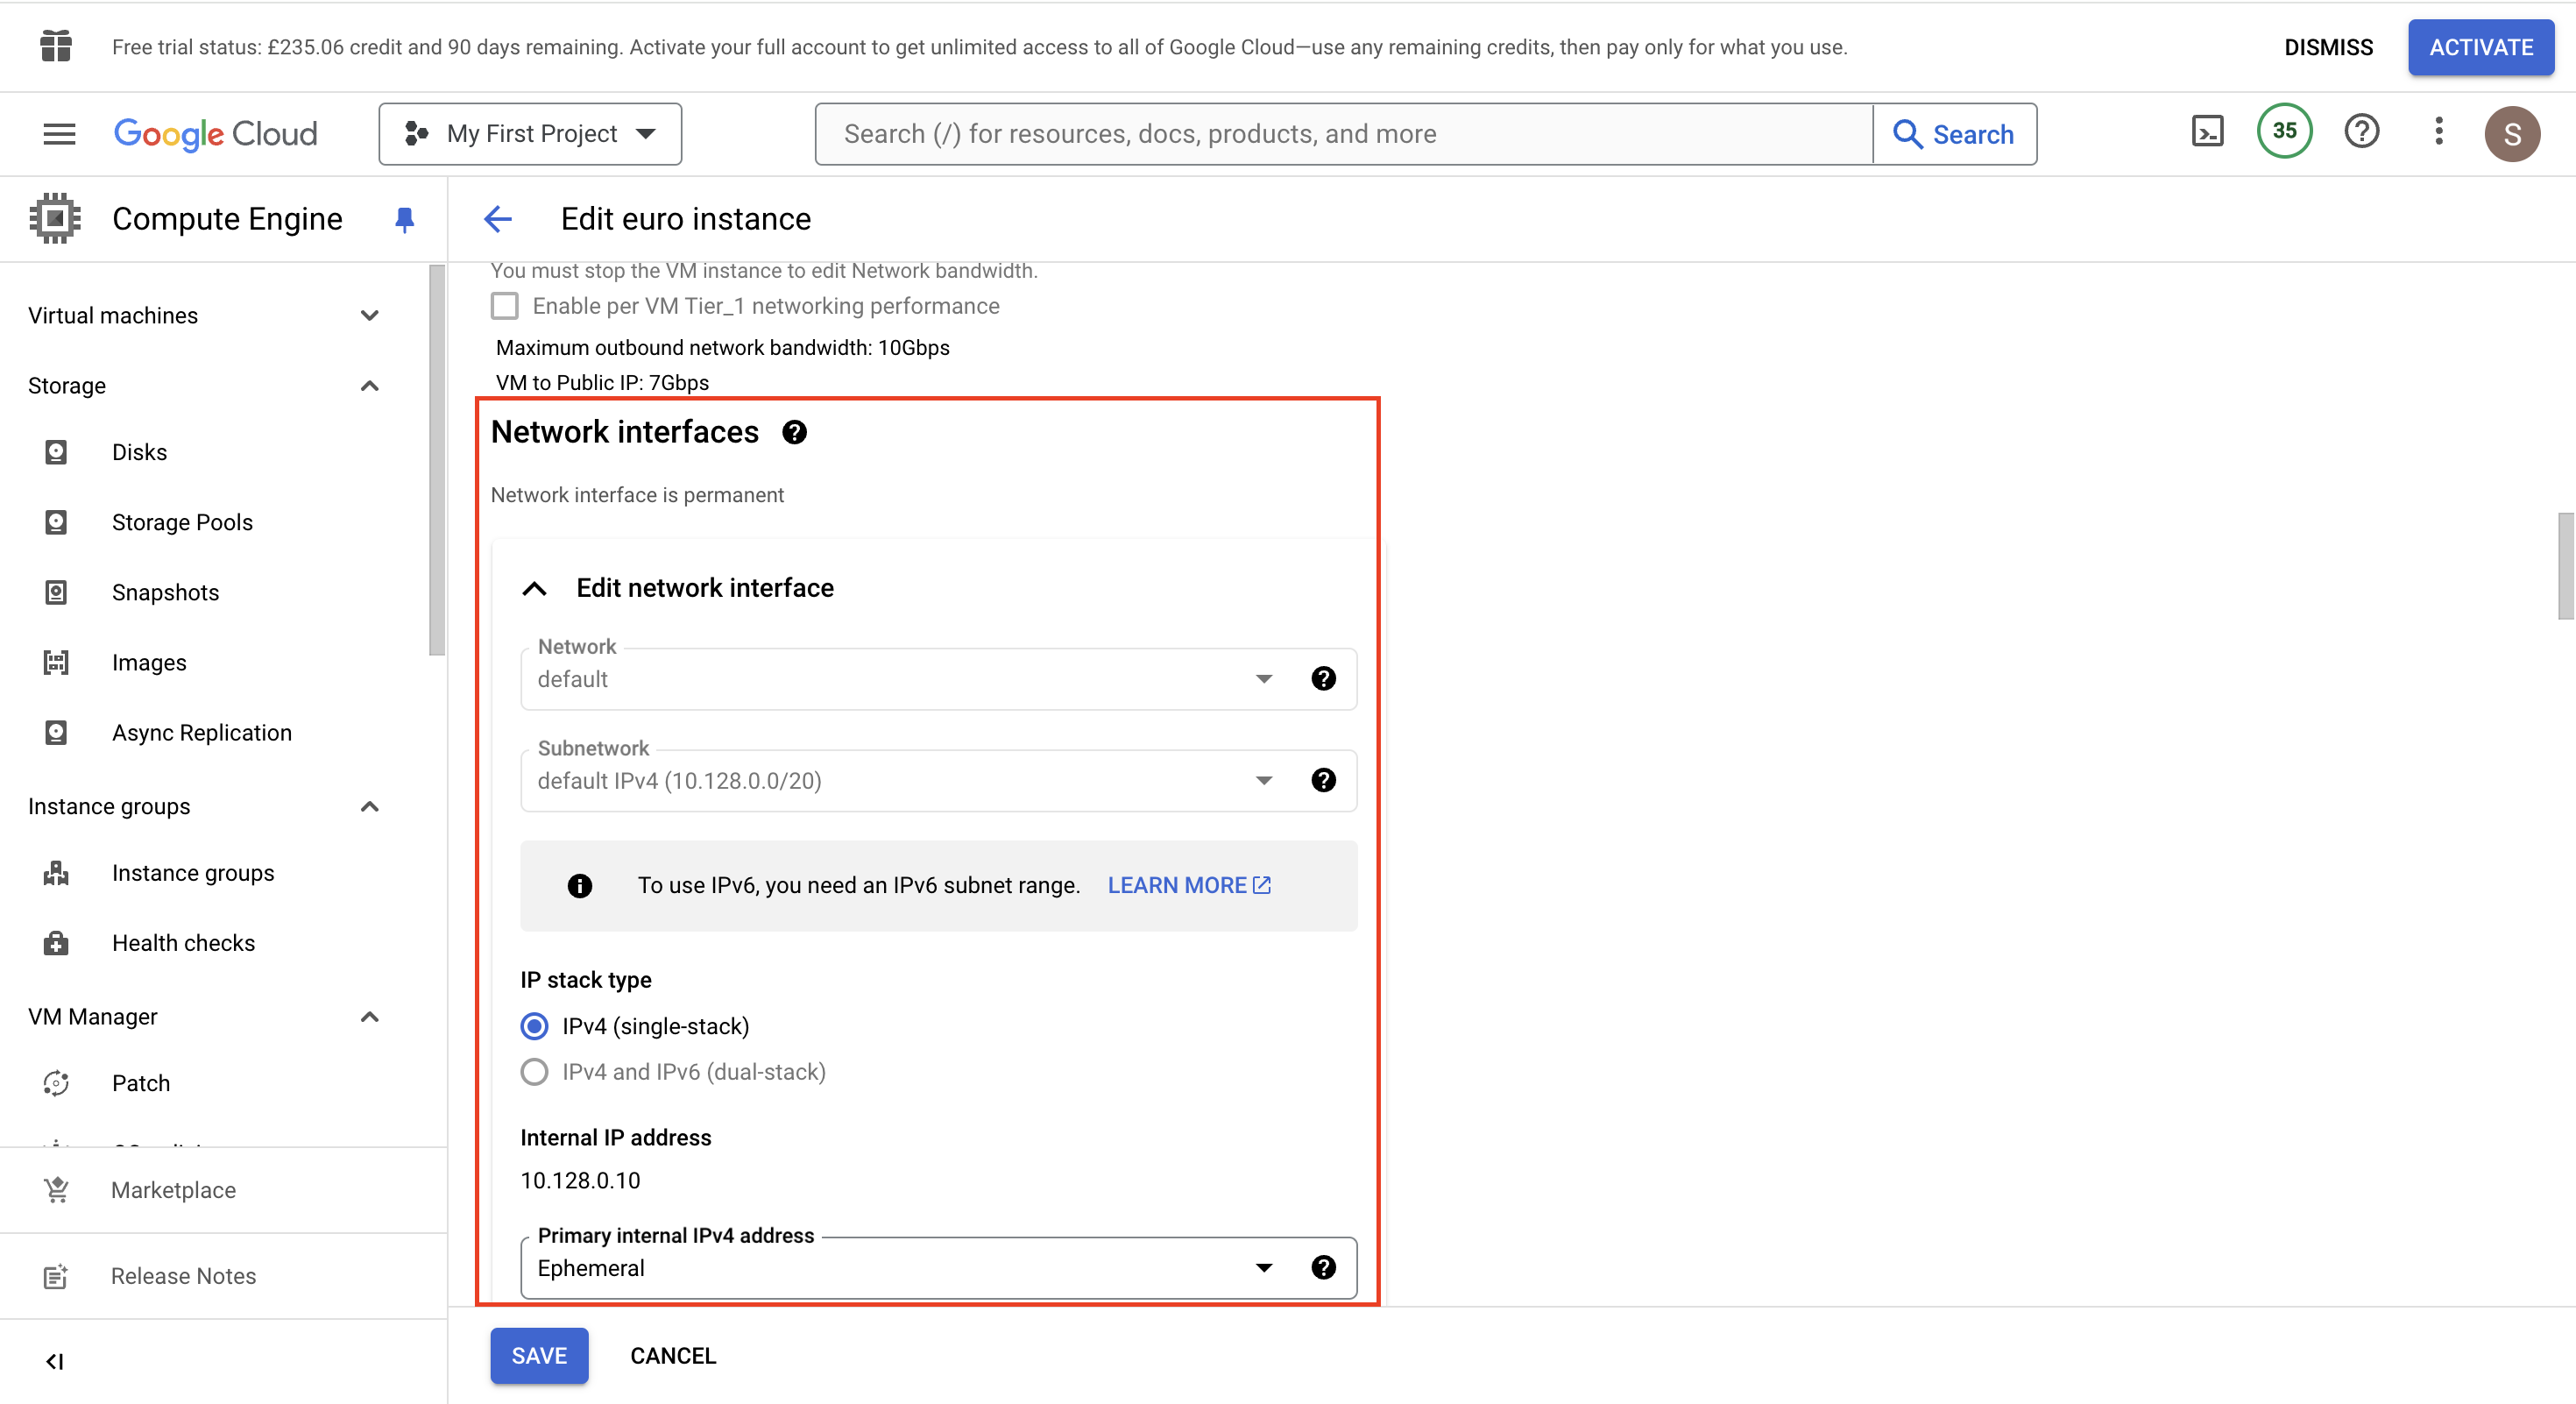 Free trial status: £235.06 credit and 90 days remaining. Activate your full account to get unlimited access to all of Google Cloud—use any remaining credits, then pay only for what you use.
DISMISS
ACTIVATE
Google Cloud
My First Project
Search (/) for resources, docs, products, and more
Search
35
S
Compute Engine
Edit euro instance
Virtual machines
Storage
Disks
Storage Pools
Snapshots
Images
Async Replication
Instance groups
Instance groups
Health checks
VM Manager
Patch
Marketplace
Release Notes
You must stop the VM instance to edit Network bandwidth.
Enable per VM Tier_1 networking performance
Maximum outbound network bandwidth: 10Gbps
VM to Public IP: 7Gbps
Network interfaces
Network interface is permanent
Edit network interface
Network
default
Subnetwork
default IPv4 (10.128.0.0/20)
To use IPv6, you need an IPv6 subnet range. LEARN MORE
IP stack type
IPv4 (single-stack)
IPv4 and IPv6 (dual-stack)
Internal IP address
10.128.0.10
Primary internal IPv4 address
Ephemeral
SAVE
CANCEL